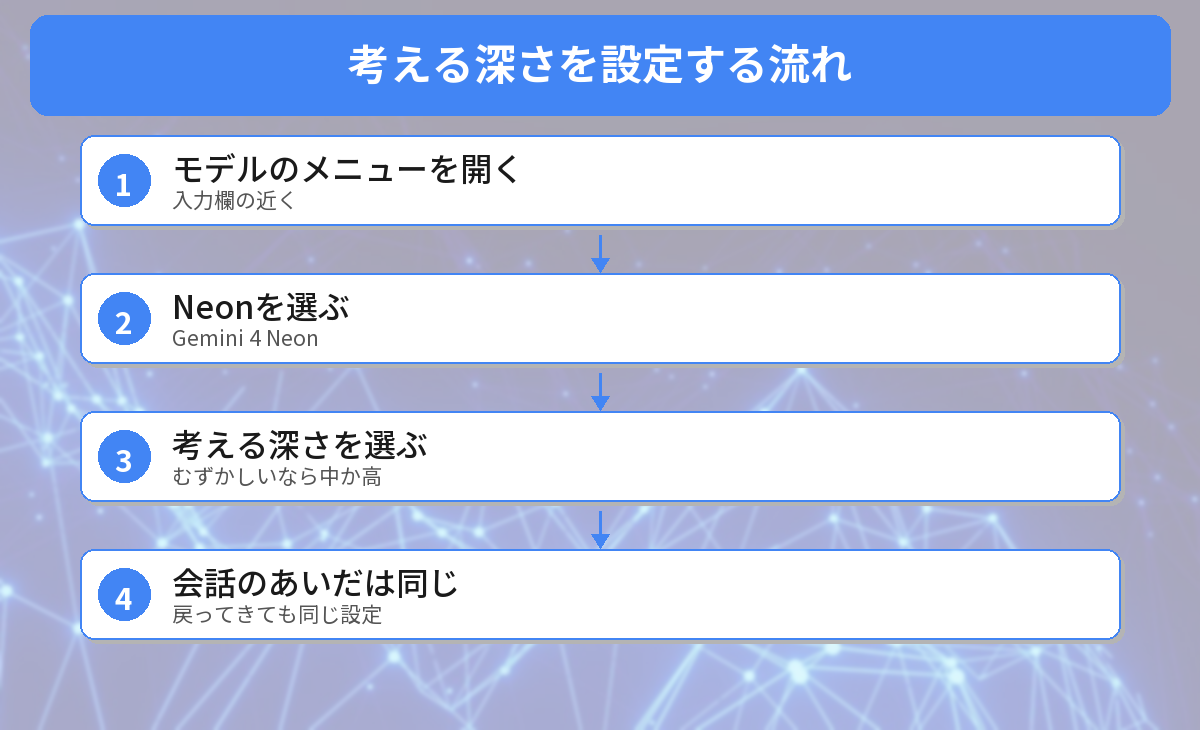 考える深さを設定する流れ
1
モデルのメニューを開く
入力欄の近く
2
Neonを選ぶ
Gemini 4 Neon
3
考える深さを選ぶ
むずかしいなら中か高
4
会話のあいだは同じ
戻ってきても同じ設定